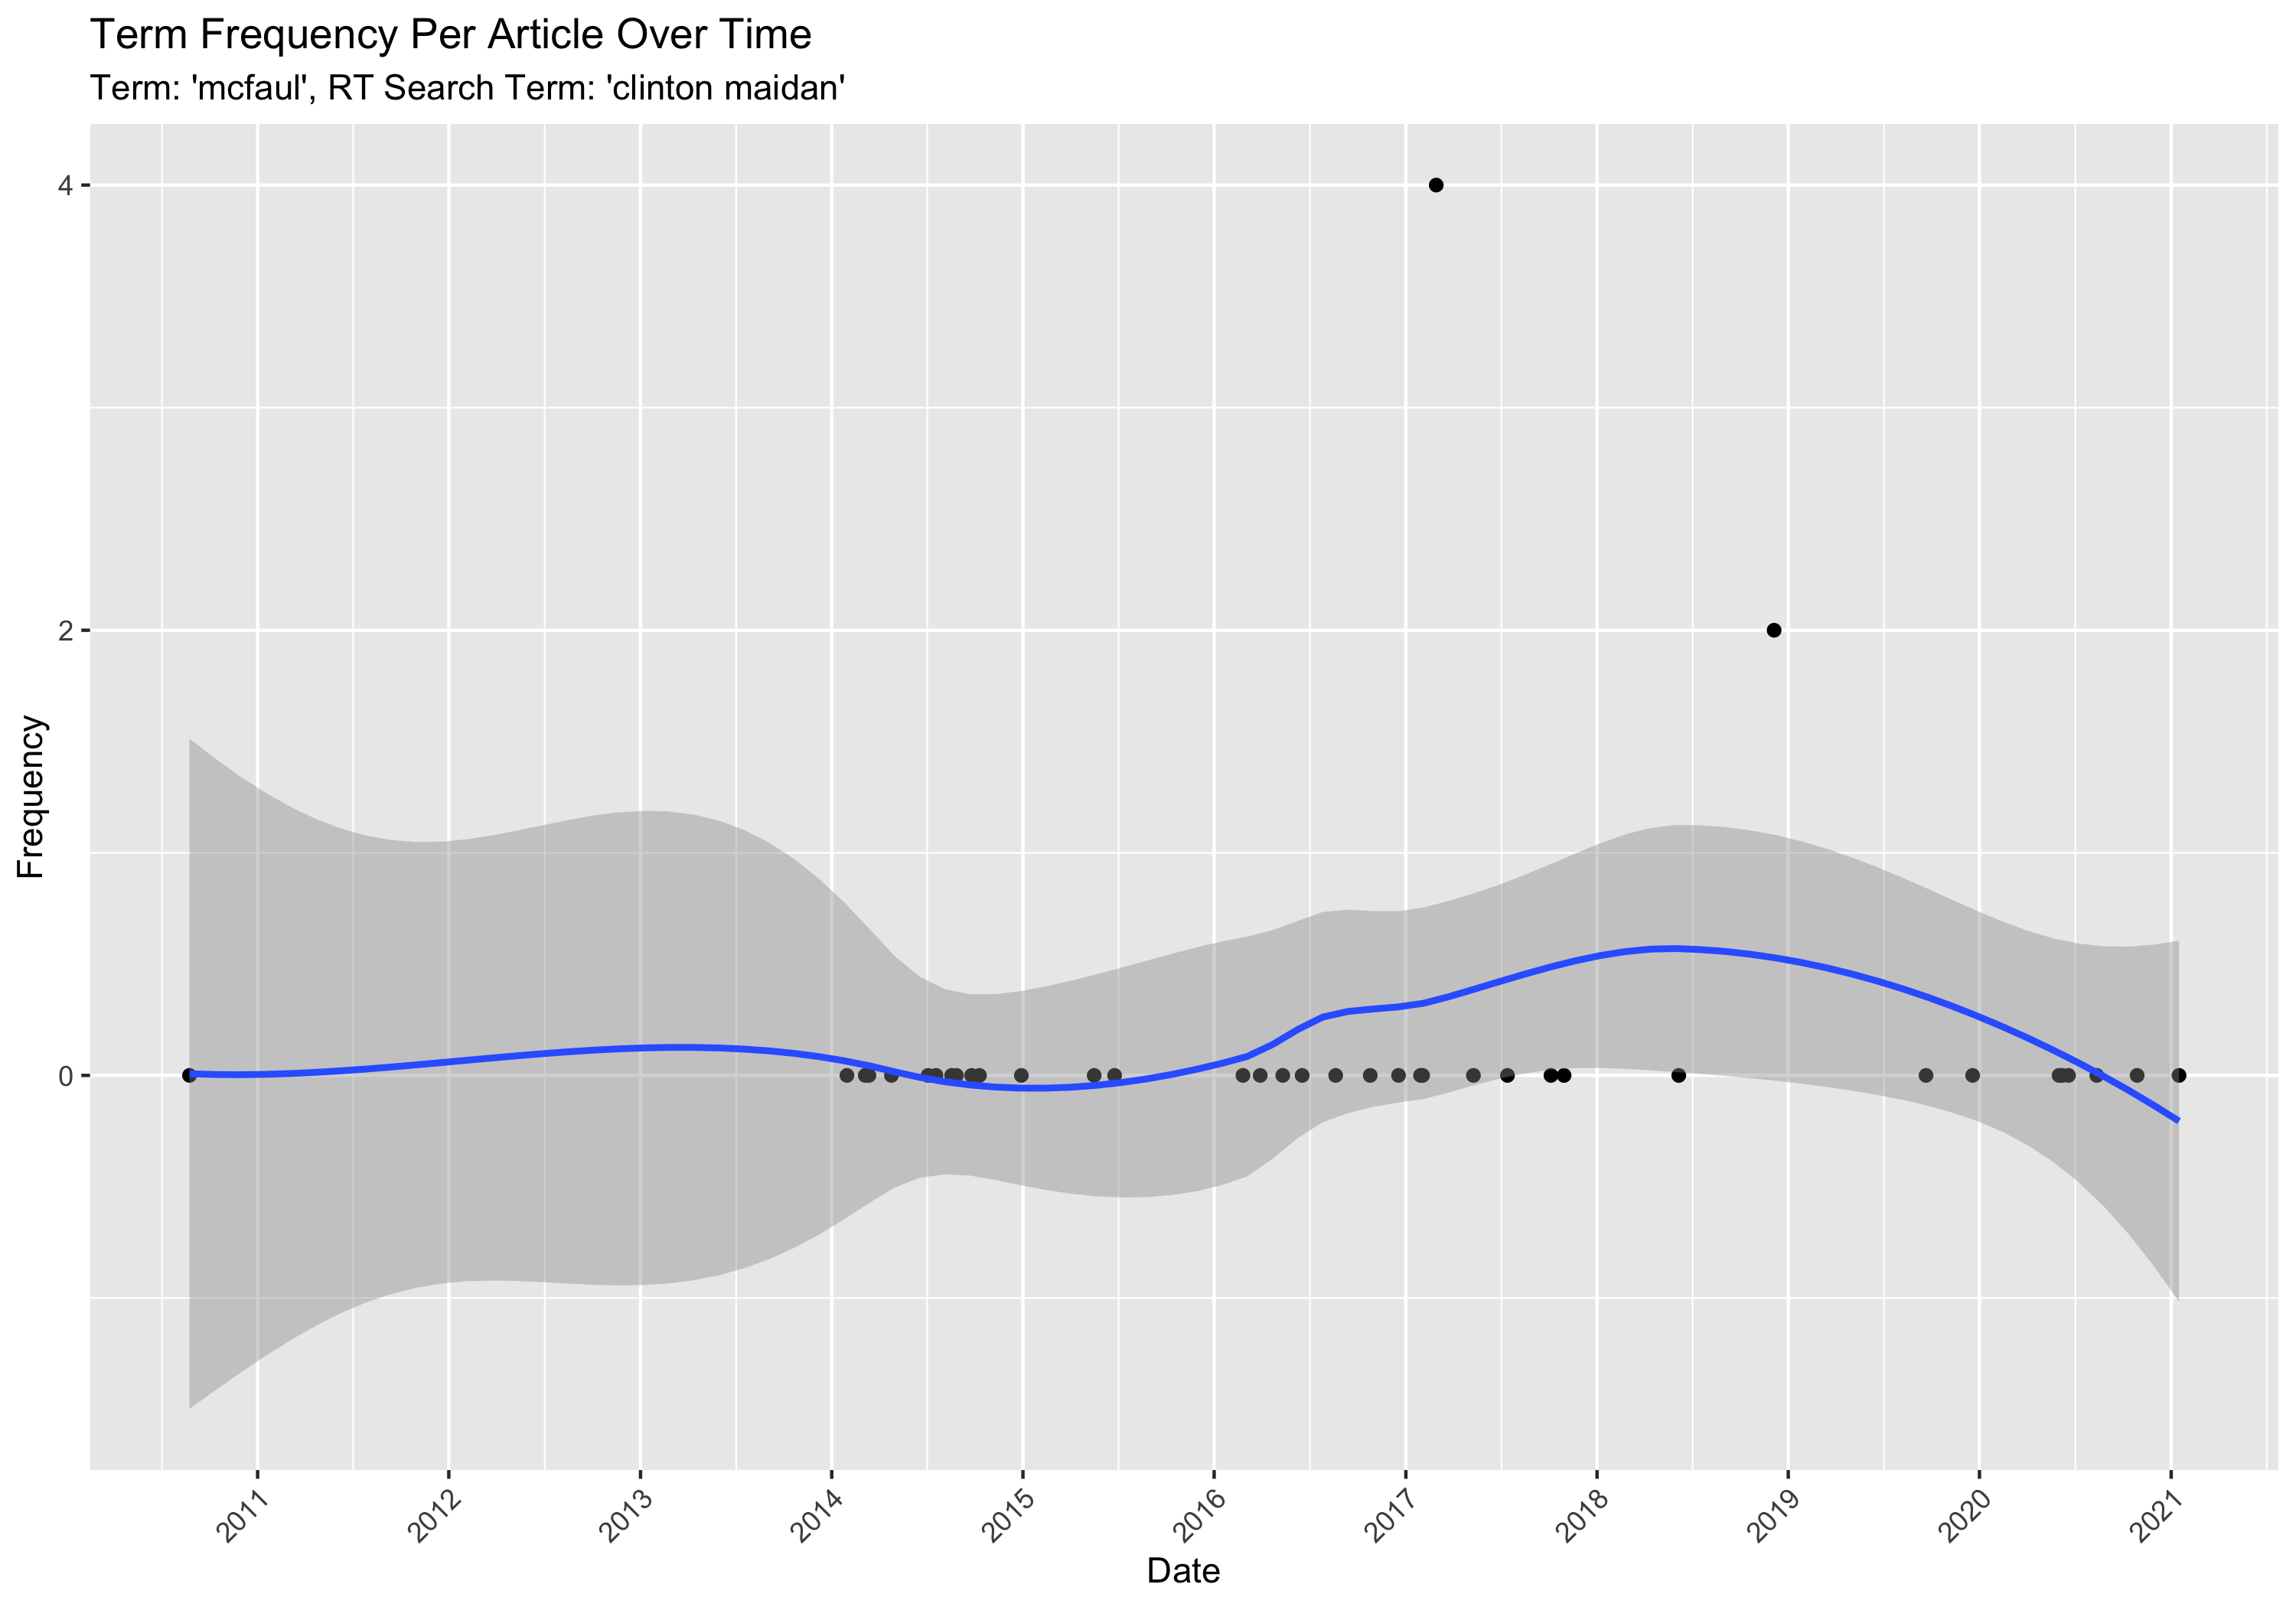 Term Frequency Per Article Over Time
Term: 'mcfaul', RT Search Term: 'clinton maidan'
4
2
0
Frequency
2011 2012 2013 2014 2015 2016 2017 2018 2019 2020 2021
Date